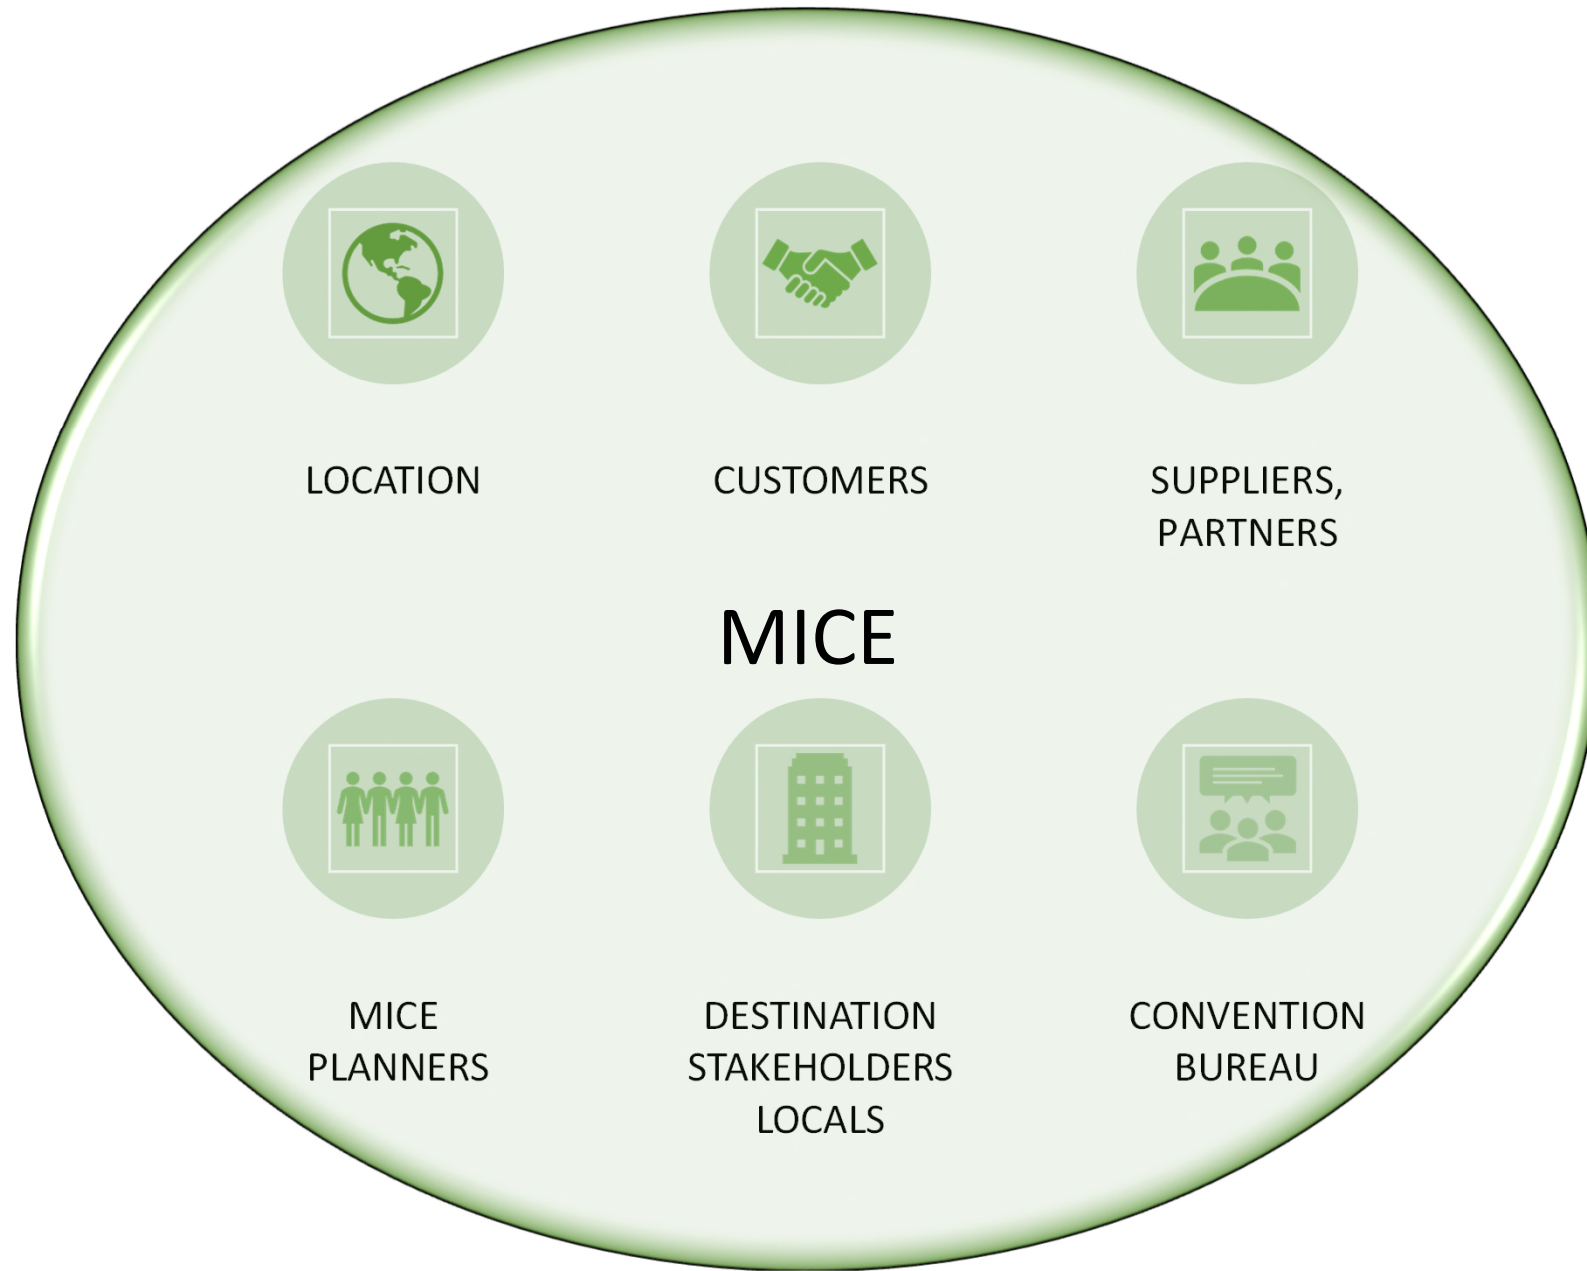 LOCATION
CUSTOMERS
SUPPLIERS,
PARTNERS
MICE
MICE
PLANNERS
DESTINATION
STAKEHOLDERS
LOCALS
CONVENTION
BUREAU